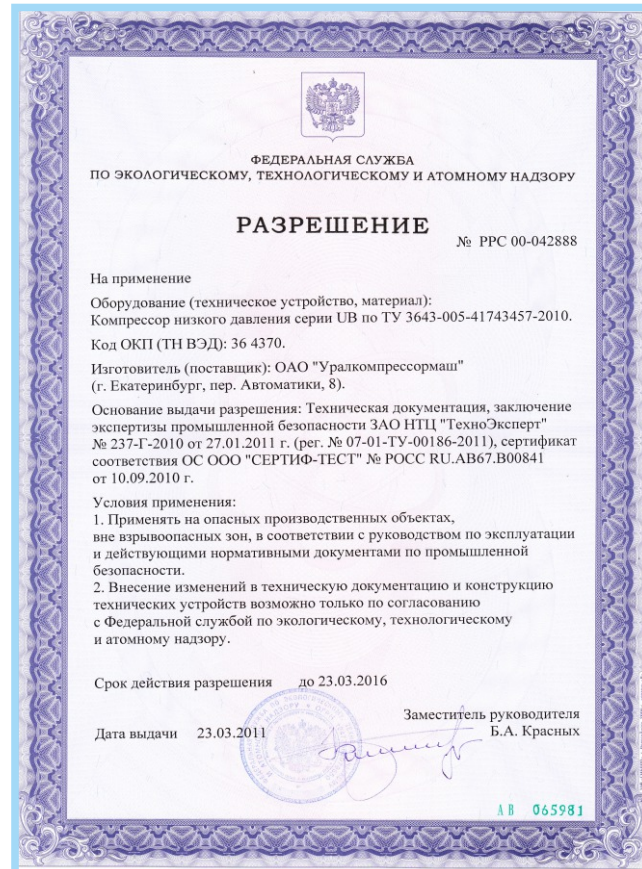 ФЕДЕРАЛЬНАЯ СЛУЖБА
ПО ЭКОЛОГИЧЕСКОМУ, ТЕХНОЛОГИЧЕСКОМУ И АТОМНОМУ НАДЗОРУ
РАЗРЕШЕНИЕ
№ РРС 00-042888
На применение
Оборудование (техническое устройство, материал):
Компрессор низкого давления серии UB по ТУ 3643-005-41743457-2010.
Код ОКП (ТН ВЭД): 36 4370.
Изготовитель (поставщик): ОАО "Уралкомпрессормаш"
(г. Екатеринбург, пер. Автоматики, 8).
Основание выдачи разрешения: Техническая документация, заключение
экспертизы промышленной безопасности ЗАО НТЦ "ТехноЭксперт"
№ 237-Г-2010 от 27.01.2011 г. (рег. № 07-01-ТУ-00186-2011), сертификат
соответствия ОС ООО "СЕРТИФ-ТЕСТ" № РОСС RU.АВ67.В00841
от 10.09.2010 г.
Условия применения:
1. Применять на опасных производственных объектах,
вне взрывоопасных зон, в соответствии с руководством по эксплуатации
и действующими нормативными документами по промышленной
безопасности.
2. Внесение изменений в техническую документацию и конструкцию
технических устройств возможно только по согласованию
с Федеральной службой по экологическому, технологическому
и атомному надзору.
Срок действия разрешения до 23.03.2016
Заместитель руководителя
Дата выдачи 23.03.2011 Б.А. Красных
АВ 065981